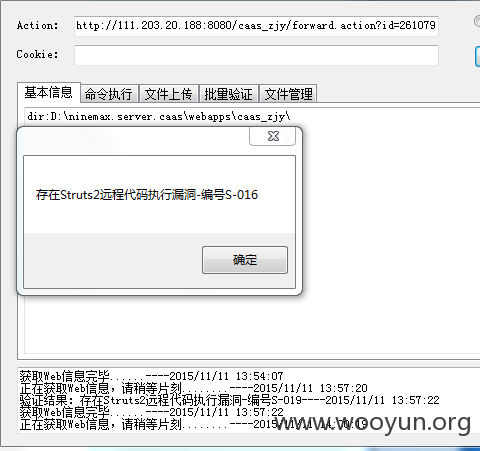 Action: http://111.203.20.188:8080/caas_zjy/forward.action?id=261079
Cookie:
基本信息 命令执行 文件上传 批量验证 文件管理
dir:D:\ninemax.server.caas\webapps\caas_zjy\
存在Struts2远程代码执行漏洞-编号S-016
确定
获取Web信息完毕......----2015/11/11 13:54:07
正在获取Web信息，请稍等片刻........----2015/11/11 13:57:20
验证结果：存在Struts2远程代码执行漏洞-编号S-019----2015/11/11 13:57:22
获取Web信息完毕......----2015/11/11 13:57:22
正在获取Web信息，请稍等片刻
www.wooyun.org